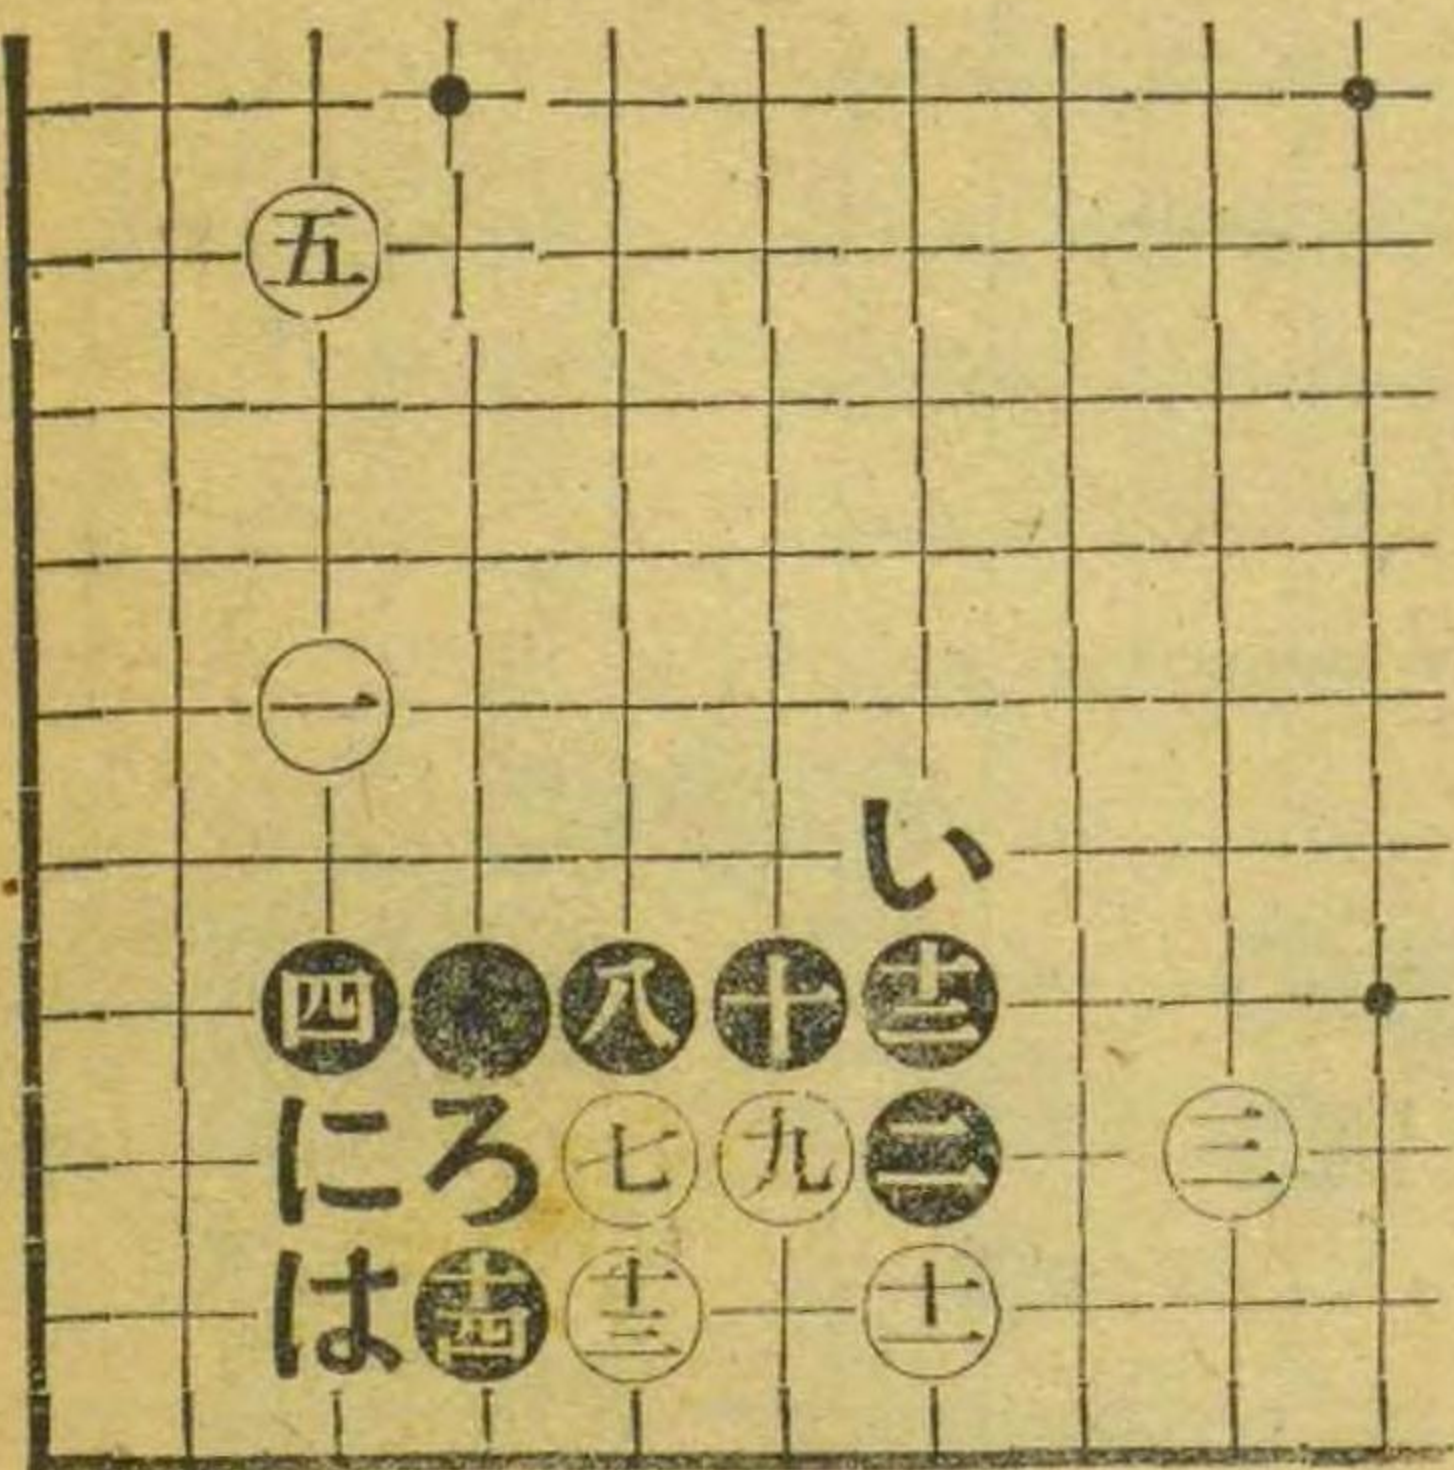 五
一
い
四 八 十 十二
に ろ 七 九 二 三
は 十四 十三 十一